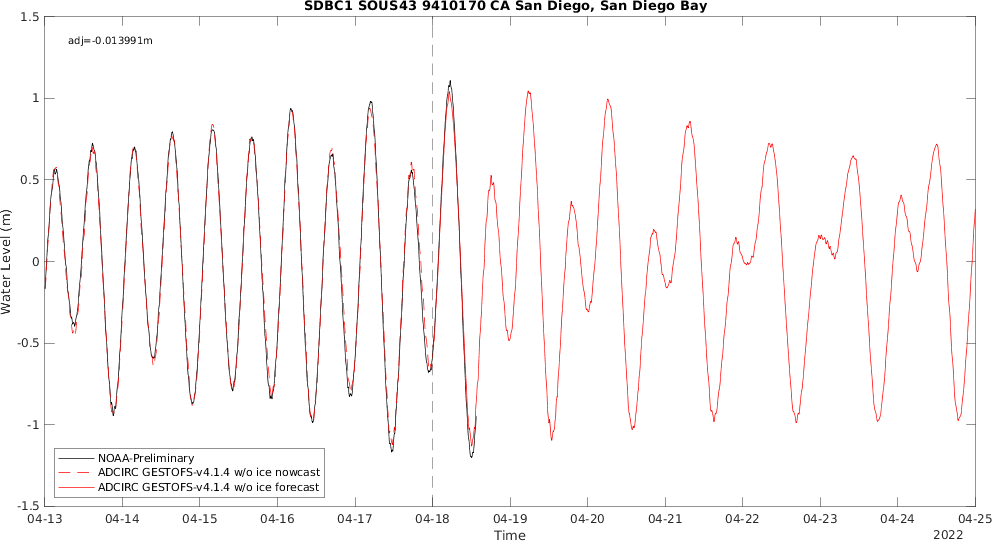 SDBC1 SOUS43 9410170 CA San Diego, San Diego Bay
adj=-0.013991m
1.5
1
0.5
0
-0.5
-1
-1.5
Water Level (m)
NOAA-Preliminary
ADCIRC GESTOFS-v4.1.4 w/o ice nowcast
ADCIRC GESTOFS-v4.1.4 w/o ice forecast
04-13 04-14 04-15 04-16 04-17 04-18 04-19 04-20 04-21 04-22 04-23 04-24 04-25
Time
2022